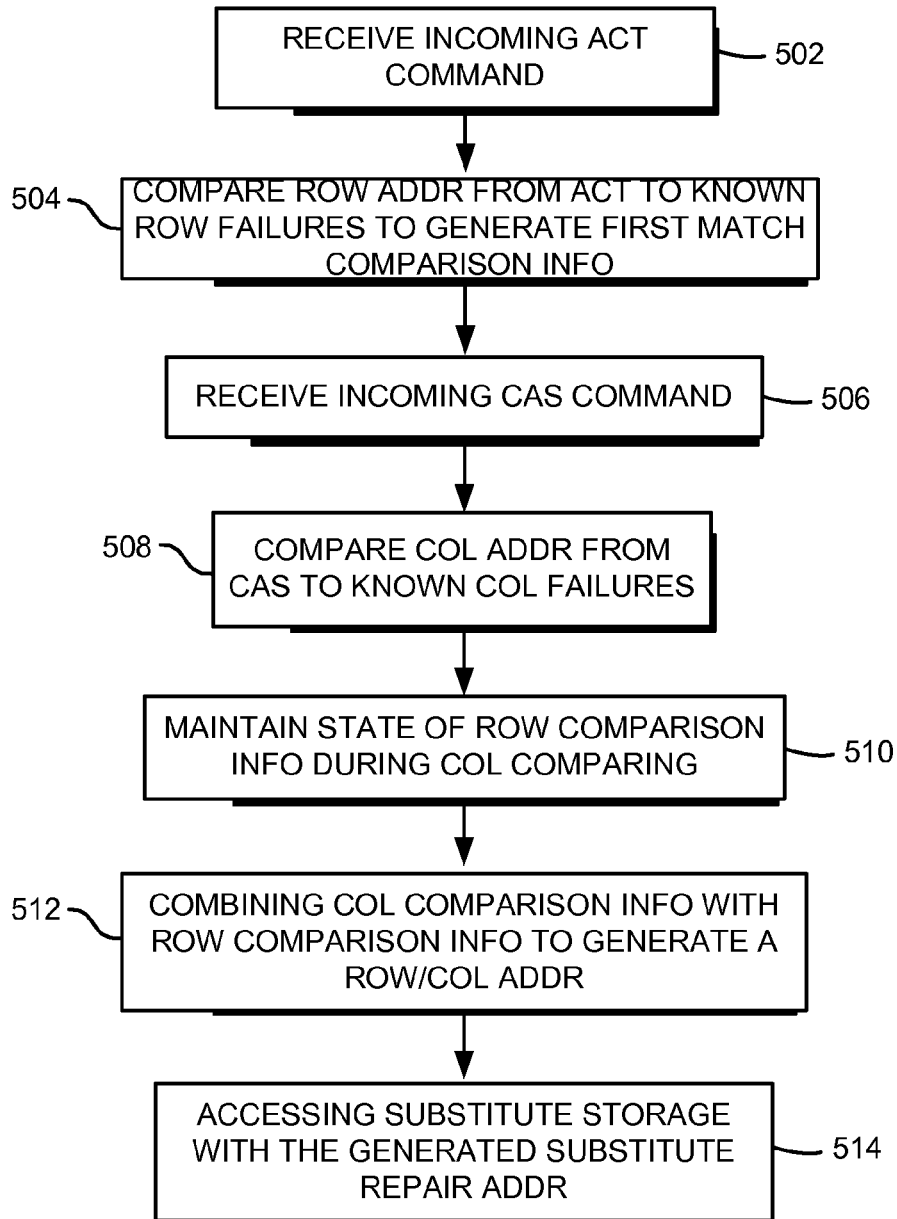 RECEIVE INCOMING ACT
COMMAND
502
504
COMPARE ROW ADDR FROM ACT TO KNOWN
ROW FAILURES TO GENERATE FIRST MATCH
COMPARISON INFO
RECEIVE INCOMING CAS COMMAND
506
508
COMPARE COL ADDR FROM
CAS TO KNOWN COL FAILURES
MAINTAIN STATE OF ROW COMPARISON
INFO DURING COL COMPARING
510
512
COMBINING COL COMPARISON INFO WITH
ROW COMPARISON INFO TO GENERATE A
ROW/COL ADDR
ACCESSING SUBSTITUTE STORAGE
WITH THE GENERATED SUBSTITUTE
REPAIR ADDR
514